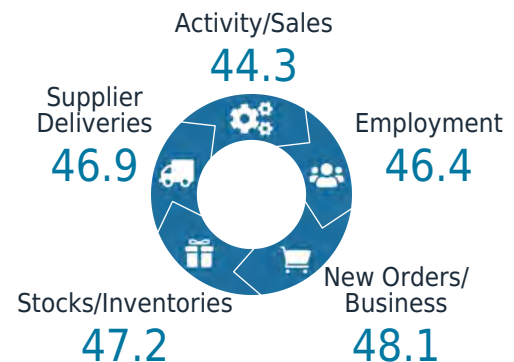 Activity/Sales
44.3
Supplier
Deliveries
46.9
Employment
46.4
Stocks/Inventories
47.2
New Orders/
Business
48.1